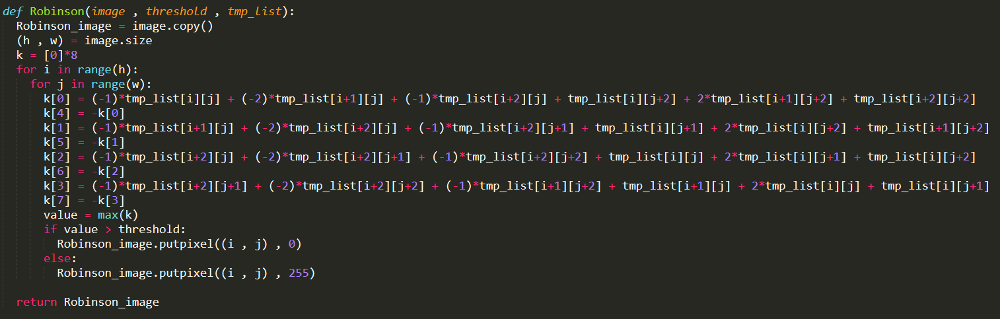 def Robinson(image , threshold , tmp_list):
  Robinson_image = image.copy()
  (h , w) = image.size
  k = [0]*8
  for i in range(h):
    for j in range(w):
      k[0] = (-1)*tmp_list[i][j] + (-2)*tmp_list[i+1][j] + (-1)*tmp_list[i+2][j] + tmp_list[i][j+2] + 2*tmp_list[i+1][j+2] + tmp_list[i+2][j+2]
      k[4] = -k[0]
      k[1] = (-1)*tmp_list[i+1][j] + (-2)*tmp_list[i+2][j] + (-1)*tmp_list[i+2][j+1] + tmp_list[i][j+1] + 2*tmp_list[i][j+2] + tmp_list[i+1][j+2]
      k[5] = -k[1]
      k[2] = (-1)*tmp_list[i+2][j] + (-2)*tmp_list[i+2][j+1] + (-1)*tmp_list[i+2][j+2] + tmp_list[i][j] + 2*tmp_list[i][j+1] + tmp_list[i][j+2]
      k[6] = -k[2]
      k[3] = (-1)*tmp_list[i+2][j+1] + (-2)*tmp_list[i+2][j+2] + (-1)*tmp_list[i+1][j+2] + tmp_list[i+1][j] + 2*tmp_list[i][j] + tmp_list[i][j+1]
      k[7] = -k[3]
      value = max(k)
      if value > threshold:
        Robinson_image.putpixel((i , j) , 0)
      else:
        Robinson_image.putpixel((i , j) , 255)

  return Robinson_image